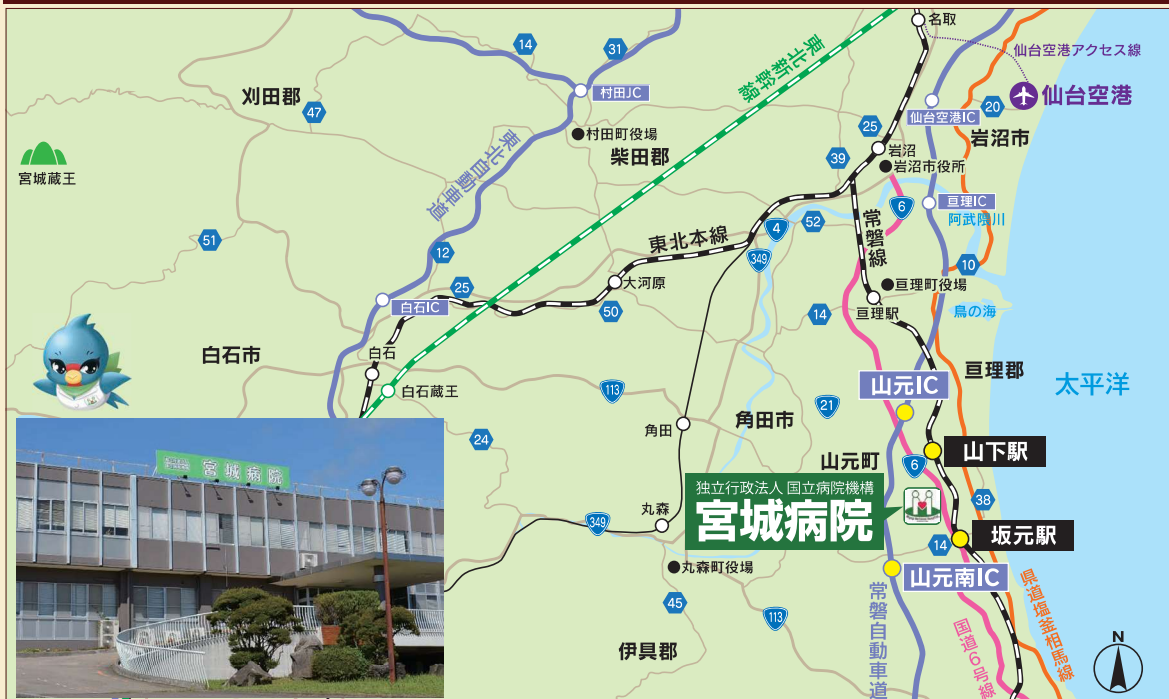 名取
仙台空港アクセス線
14
31
東北新幹線
村田JC
仙台空港
20
仙台空港IC
刈田郡
47
村田町役場
柴田郡
25
岩沼
岩沼市
39
岩沼市役所
東北自動車道
宮城蔵王
6
亘理IC
阿武隈川
52
4
常磐線
東北本線
51
12
349
10
25
大河原
亘理町役場
白石IC
50
14
亘理駅
鳥の海
白石
白石市
亘理郡
太平洋
白石蔵王
113
山元IC
21
角田市
角田
24
山下駅
山元町
6
独立行政法人 国立病院機構
宮城病院
38
宮城病院
丸森
349
坂元駅
14
丸森町役場
山元南IC
45
113
常磐自動車道
国道6号線
県道塩釜相馬線
伊具郡
N